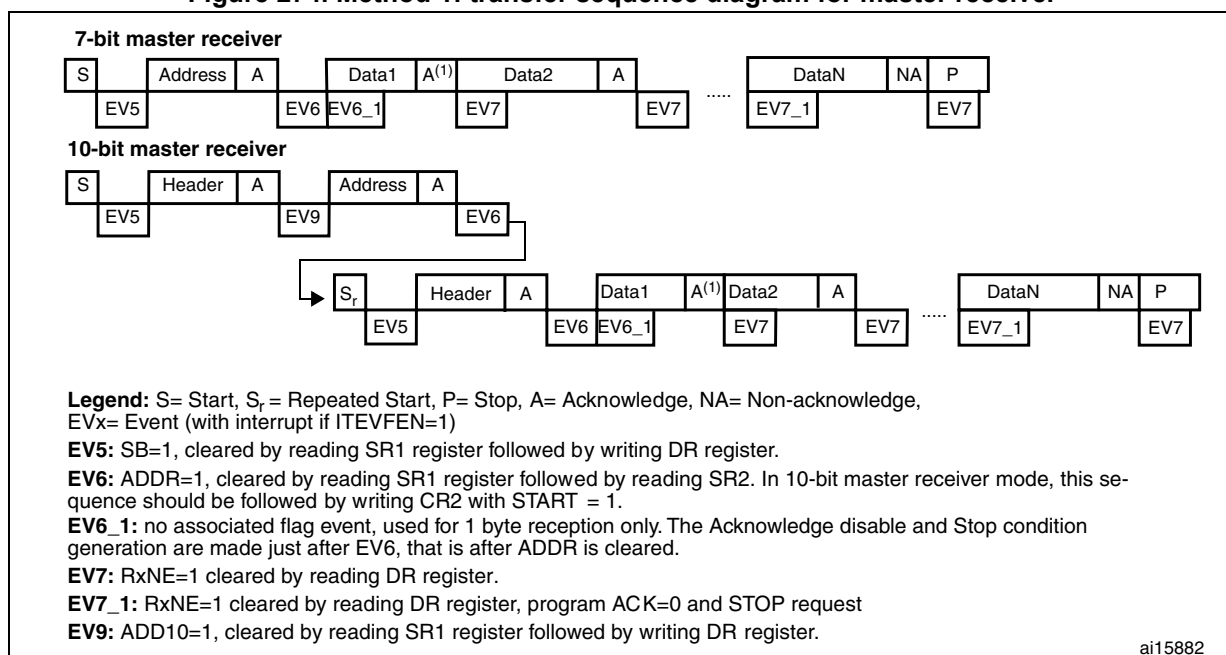 Figure 274. Method 1: transfer sequence diagram for master receiver
7-bit master receiver
S Address A Data1 A(1) Data2 A ..... DataN NA P
EV5 EV6 EV6_1 EV7 EV7 EV7_1 EV7
10-bit master receiver
S Header A Address A
EV5 EV9 EV6
Sr Header A Data1 A(1) Data2 A ..... DataN NA P
EV5 EV6 EV6_1 EV7 EV7 EV7_1 EV7
Legend: S= Start, Sr = Repeated Start, P= Stop, A= Acknowledge, NA= Non-acknowledge,
EVx= Event (with interrupt if ITEVFEN=1)
EV5: SB=1, cleared by reading SR1 register followed by writing DR register.
EV6: ADDR=1, cleared by reading SR1 register followed by reading SR2. In 10-bit master receiver mode, this se-
quence should be followed by writing CR2 with START = 1.
EV6_1: no associated flag event, used for 1 byte reception only. The Acknowledge disable and Stop condition
generation are made just after EV6, that is after ADDR is cleared.
EV7: RxNE=1 cleared by reading DR register.
EV7_1: RxNE=1 cleared by reading DR register, program ACK=0 and STOP request
EV9: ADD10=1, cleared by reading SR1 register followed by writing DR register.
ai15882